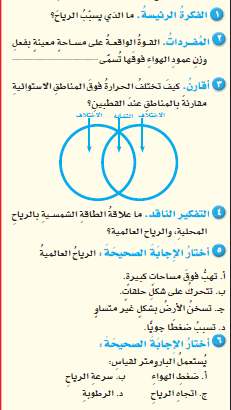 ١ الفكرةُ الرئيسةُ. ما الذي يسبّبُ الرياحَ؟
٢ المفرداتُ. القوةُ الواقعةُ على مساحةٍ معينةٍ بفعلِ
وزنِ عمودِ الهواءِ فوقَها تُسمَّى
٣ أقارنُ. كيفَ تختلفُ الحرارةُ فوقَ المناطقِ الاستوائيةِ
مقارنةً بالمناطقِ عندَ القطبينِ؟
الاختلاف التشابه الاختلاف
٤ التفكيرُ الناقدُ. ما علاقةُ الطاقةِ الشمسيةِ بالرياحِ
المحليةِ، والرياحِ العالميةِ؟
٥ أختارُ الإجابةَ الصحيحةَ: الرياحُ العالميةُ
أ. تهبُّ فوقَ مساحاتٍ كبيرةٍ.
ب. تتحركُ على شكلِ حلقاتٍ.
جـ. تسخنُ الأرضَ بشكلٍ غيرِ متساوٍ
د. تسببُ ضغطًا جويًّا.
٦ أختارُ الإجابةَ الصحيحةَ:
يُستعملُ البارومترُ لقياسِ:
أ. ضغطِ الهواءِ ب. سرعةِ الرياحِ
ج. اتجاهِ الرياحِ د. الرطوبةِ